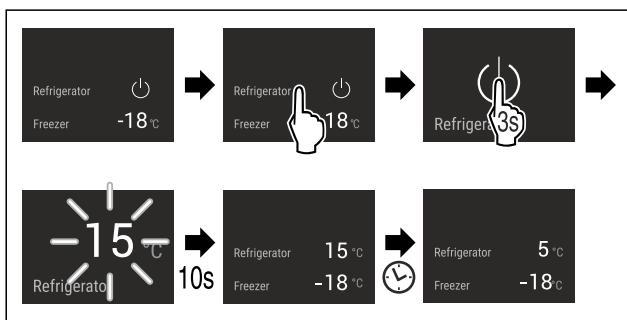 Refrigerator
Freezer -18 °C
Refrigerator
Freezer 18 °C
Refrigera 3s
15 °C
Refrigerato
10s
Refrigerator 15 °C
Freezer -18 °C
Refrigerator 5 °C
Freezer -18°C